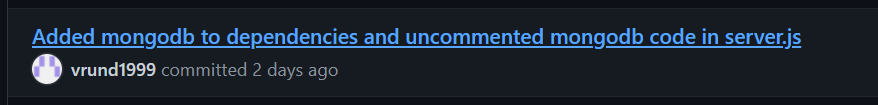 Added mongodb to dependencies and uncommented mongodb code in server.js
vrund1999 committed 2 days ago